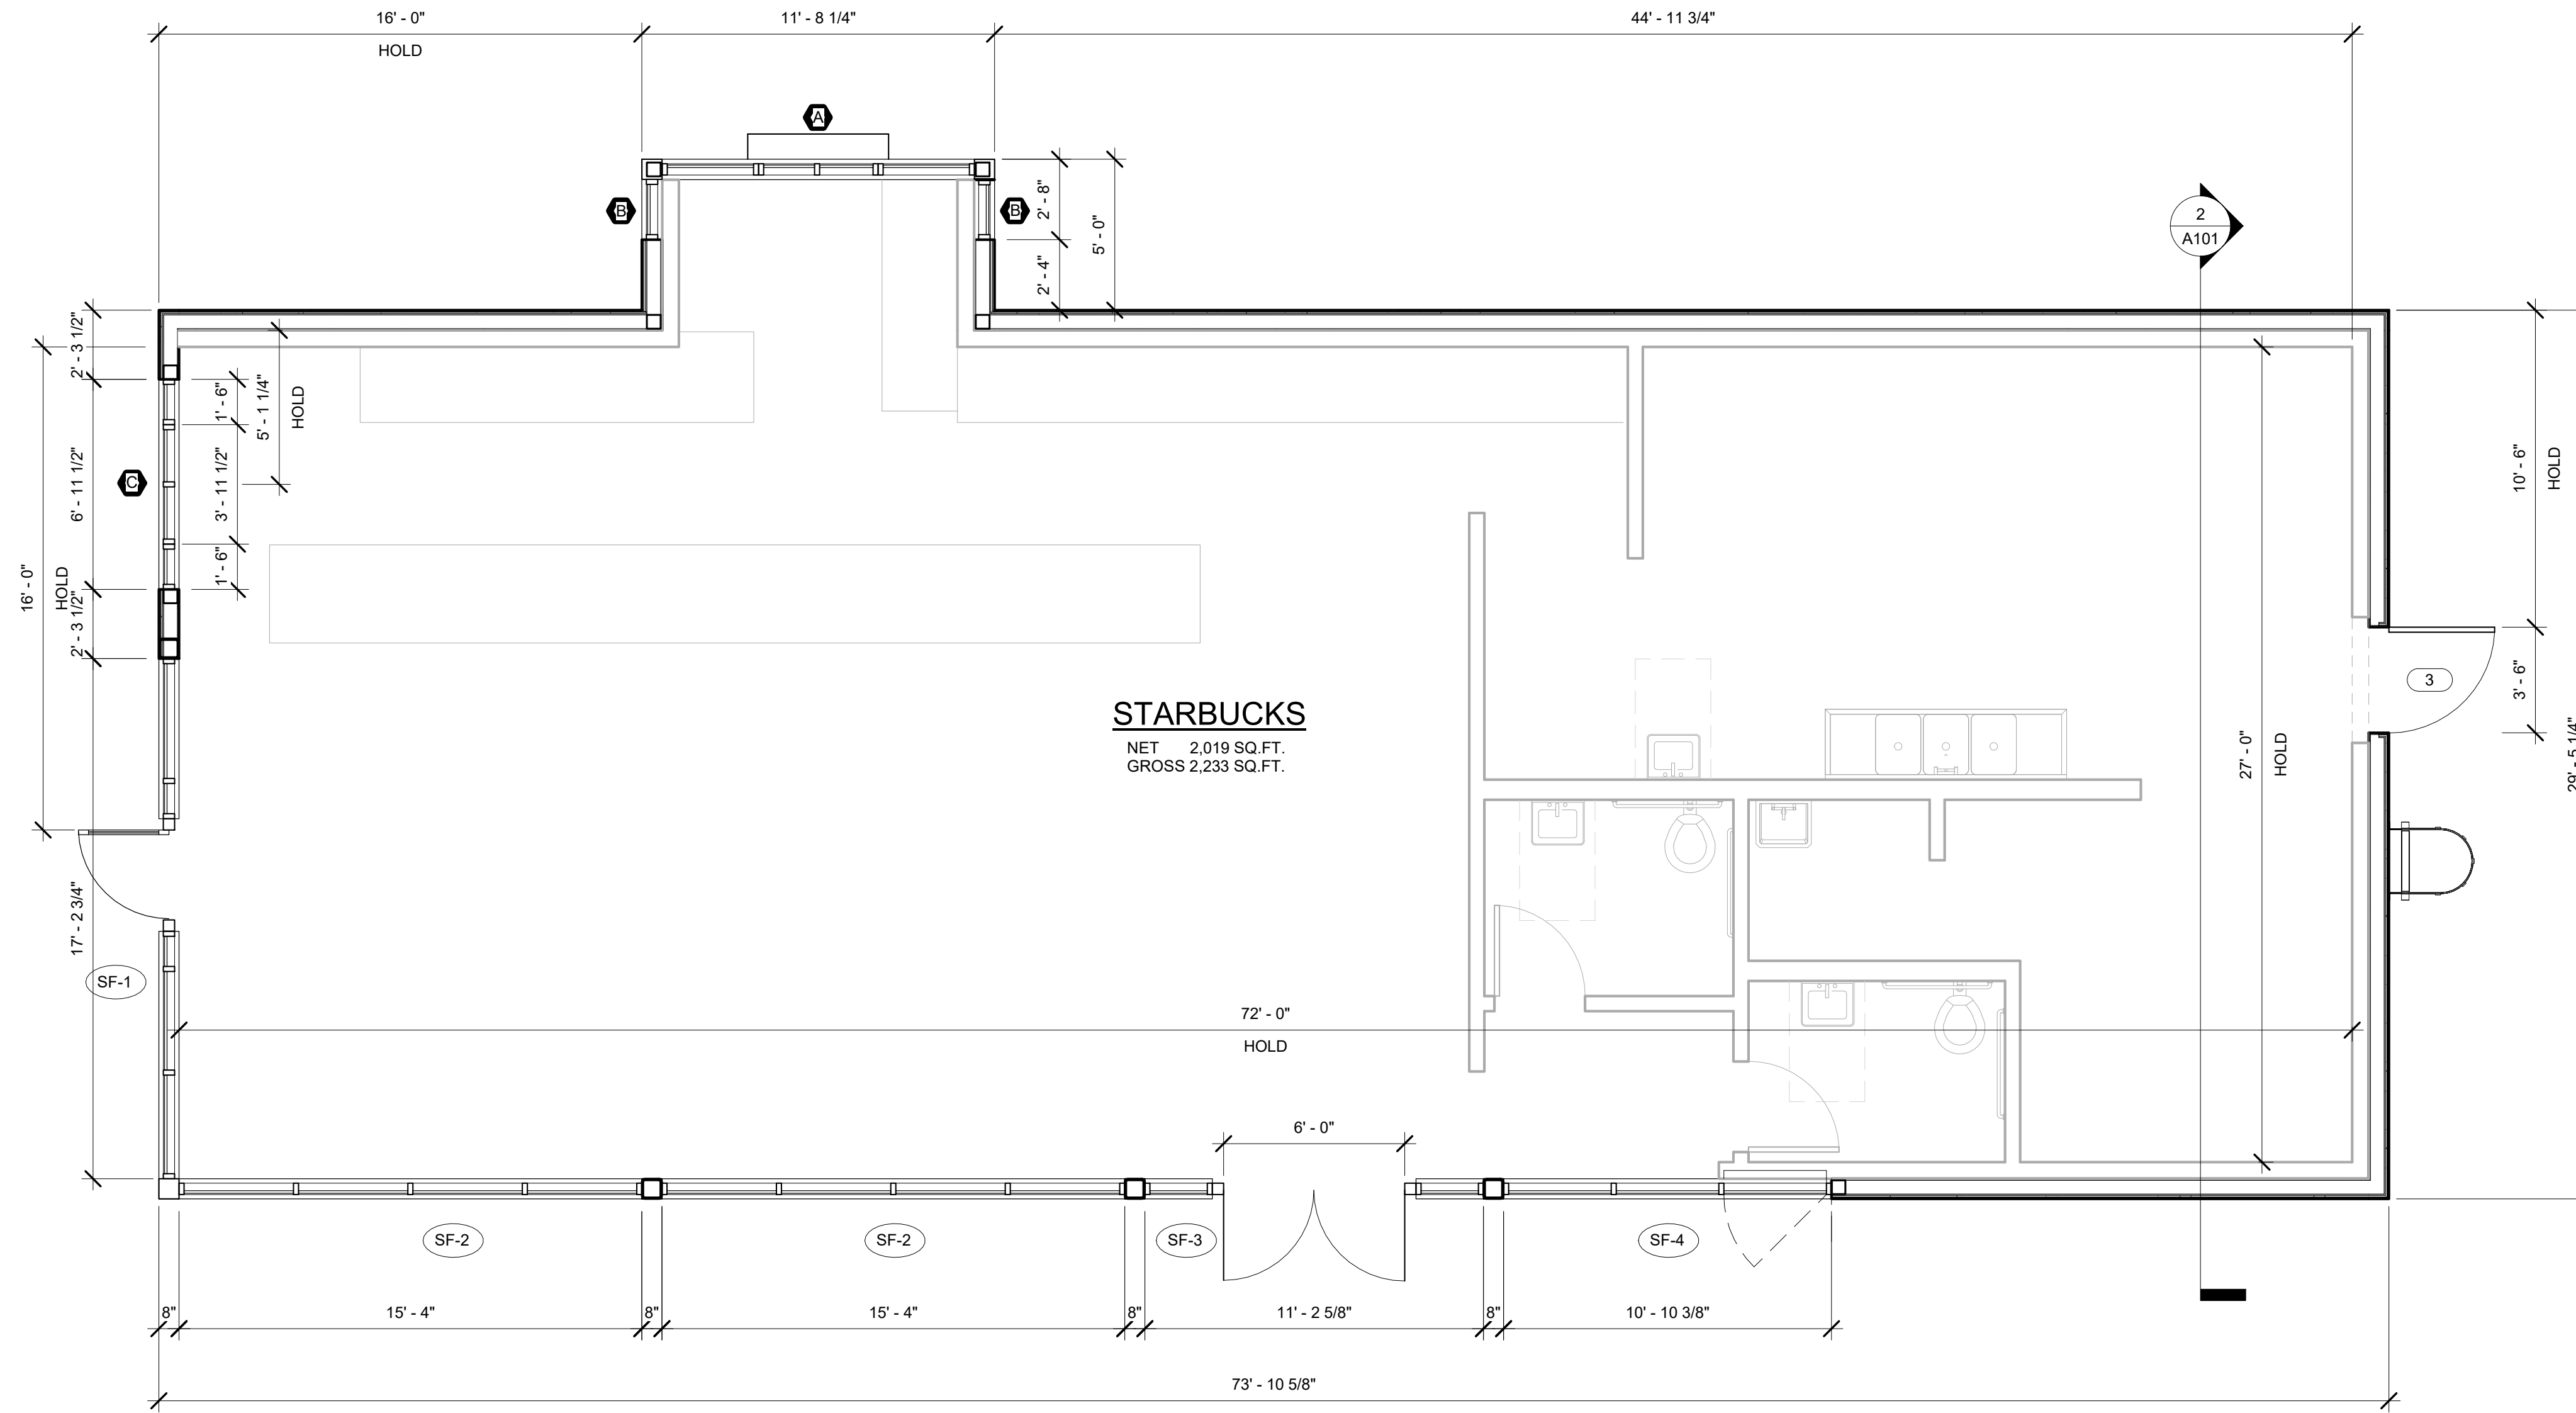 16' - 0"
HOLD
11' - 8 1/4"
44' - 11 3/4"
A
B
B
2' - 8"
2' - 4"
5' - 0"
2
A101
2' - 3 1/2"
6' - 11 1/2"
2' - 3 1/2"
17' - 2 3/4"
16' - 0"
HOLD
C
1' - 6"
3' - 11 1/2"
1' - 6"
5' - 1 1/4"
HOLD
10' - 6"
HOLD
3' - 6"
3
29' - 5 1/4"
27' - 0"
HOLD
STARBUCKS
NET 2,019 SQ.FT.
GROSS 2,233 SQ.FT.
SF-1
72' - 0"
HOLD
6' - 0"
SF-2
SF-2
SF-3
SF-4
8"
15' - 4"
8"
15' - 4"
8"
11' - 2 5/8"
8"
10' - 10 3/8"
73' - 10 5/8"